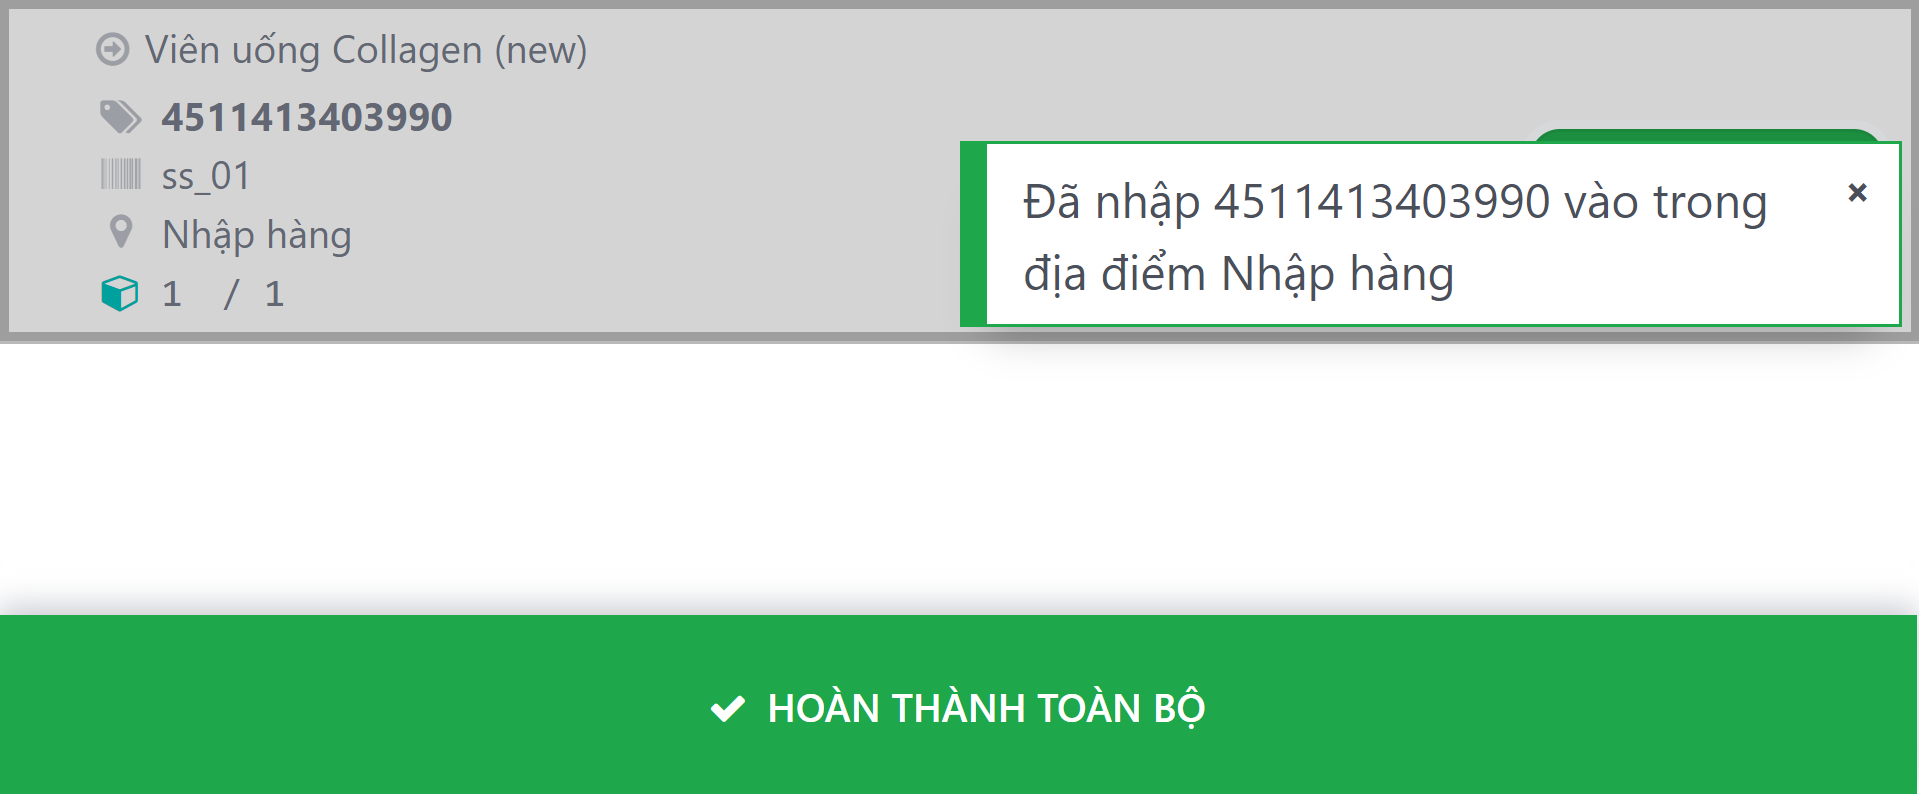 Viên uống Collagen (new)
4511413403990
ss_01
Nhập hàng
1 / 1
Đã nhập 4511413403990 vào trong
địa điểm Nhập hàng
HOÀN THÀNH TOÀN BỘ